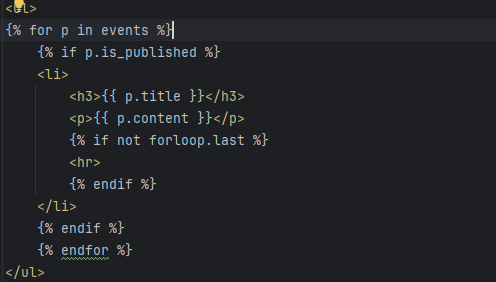 <ul>
{% for p in events %}
{% if p.is_published %}
<li>
<h3>{{ p.title }}</h3>
<p>{{ p.content }}</p>
{% if not forloop.last %}
<hr>
{% endif %}
</li>
{% endif %}
{% endfor %}
</ul>